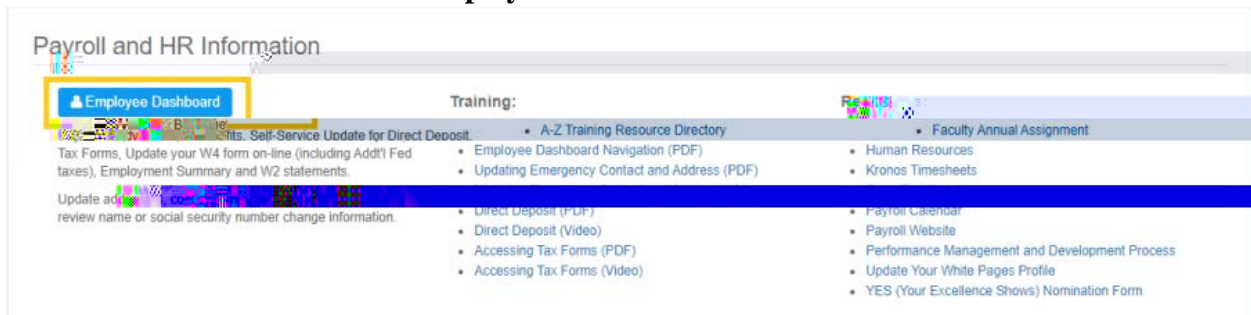 Payroll and HR Information
Employee Dashboard
its. Self-Service Update for Direct Deposit.
Tax Forms, Update your W4 form on-line (including Addt'l Fed
taxes), Employment Summary and W2 statements.
Update
review name or social security number change information.
Training:
A-Z Training Resource Directory
Employee Dashboard Navigation (PDF)
Updating Emergency Contact and Address (PDF)
Direct Deposit (PDF)
Direct Deposit (Video)
Accessing Tax Forms (PDF)
Accessing Tax Forms (Video)
Faculty Annual Assignment
Human Resources
Kronos Timesheets
Payroll Calendar
Payroll Website
Performance Management and Development Process
Update Your White Pages Profile
YES (Your Excellence Shows) Nomination Form